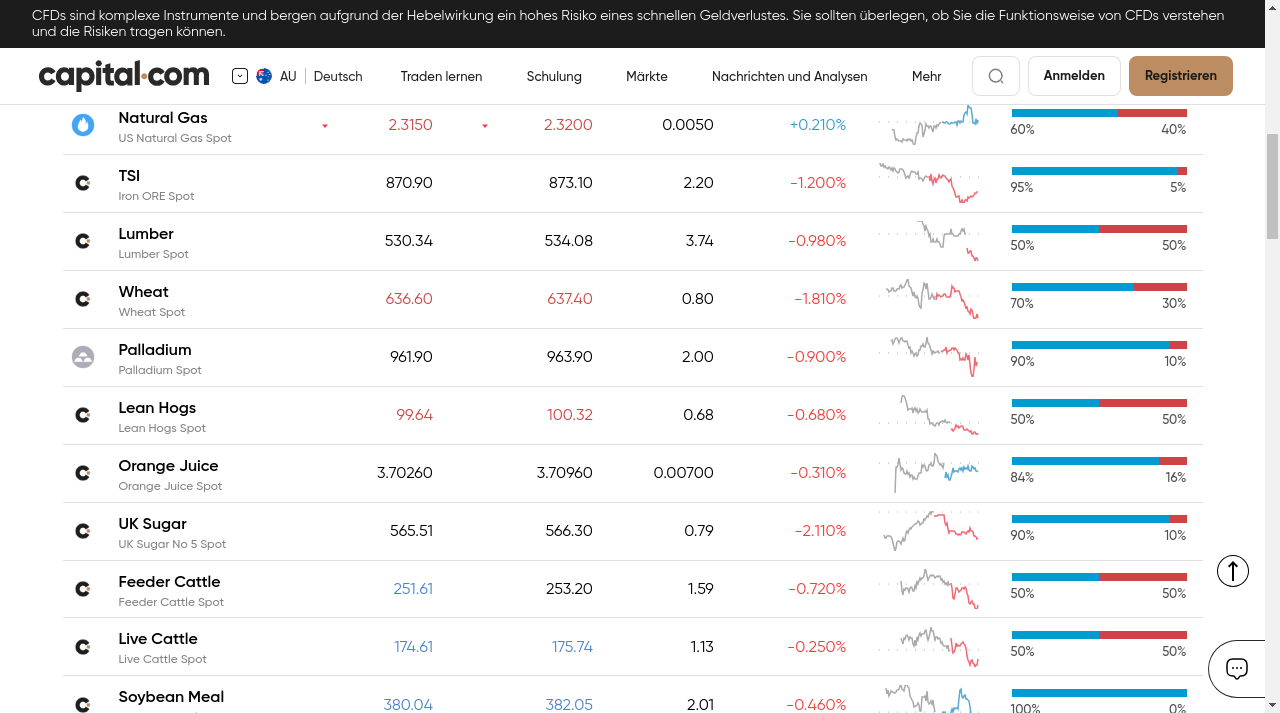 CFDs sind komplexe Instrumente und bergen aufgrund der Hebelwirkung ein hohes Risiko eines schnellen Geldverlustes. Sie sollten überlegen, ob Sie die Funktionsweise von CFDs verstehen
und die Risiken tragen können.
capital.com AU Deutsch Traden lernen Schulung Märkte Nachrichten und Analysen Mehr Anmelden Registrieren
Natural Gas 2.3150 2.3200 0.0050 +0.210%
US Natural Gas Spot 60% 40%
TSI 870.90 873.10 2.20 -1.200%
Iron ORE Spot 95% 5%
Lumber 530.34 534.08 3.74 -0.980%
Lumber Spot 50% 50%
Wheat 636.60 637.40 0.80 -1.810%
Wheat Spot 70% 30%
Palladium 961.90 963.90 2.00 -0.900%
Palladium Spot 90% 10%
Lean Hogs 99.64 100.32 0.68 -0.680%
Lean Hogs Spot 50% 50%
Orange Juice 3.70260 3.70960 0.00700 -0.310%
Orange Juice Spot 84% 16%
UK Sugar 565.51 566.30 0.79 -2.110%
UK Sugar No 5 Spot 90% 10%
Feeder Cattle 251.61 253.20 1.59 -0.720%
Feeder Cattle Spot 50% 50%
Live Cattle 174.61 175.74 1.13 -0.250%
Live Cattle Spot 50% 50%
Soybean Meal 380.04 382.05 2.01 -0.460%
100% 0%